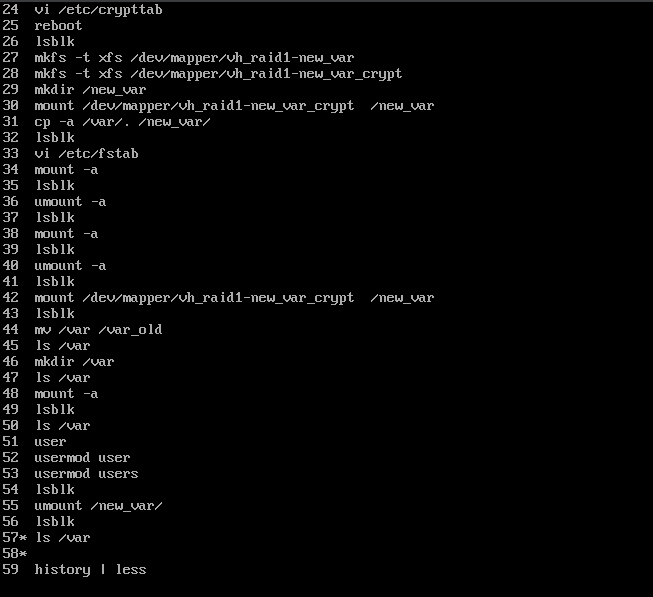 24 vi /etc/crypttab
25 reboot
26 lsblk
27 mkfs -t xfs /dev/mapper/vh_raid1-new_var
28 mkfs -t xfs /dev/mapper/vh_raid1-new_var_crypt
29 mkdir /new_var
30 mount /dev/mapper/vh_raid1-new_var_crypt  /new_var
31 cp -a /var/. /new_var/
32 lsblk
33 vi /etc/fstab
34 mount -a
35 lsblk
36 umount -a
37 lsblk
38 mount -a
39 lsblk
40 umount -a
41 lsblk
42 mount /dev/mapper/vh_raid1-new_var_crypt  /new_var
43 lsblk
44 mv /var /var_old
45 ls /var
46 mkdir /var
47 ls /var
48 mount -a
49 lsblk
50 ls /var
51 user
52 usermod user
53 usermod users
54 lsblk
55 umount /new_var/
56 lsblk
57* ls /var
58*
59 history | less